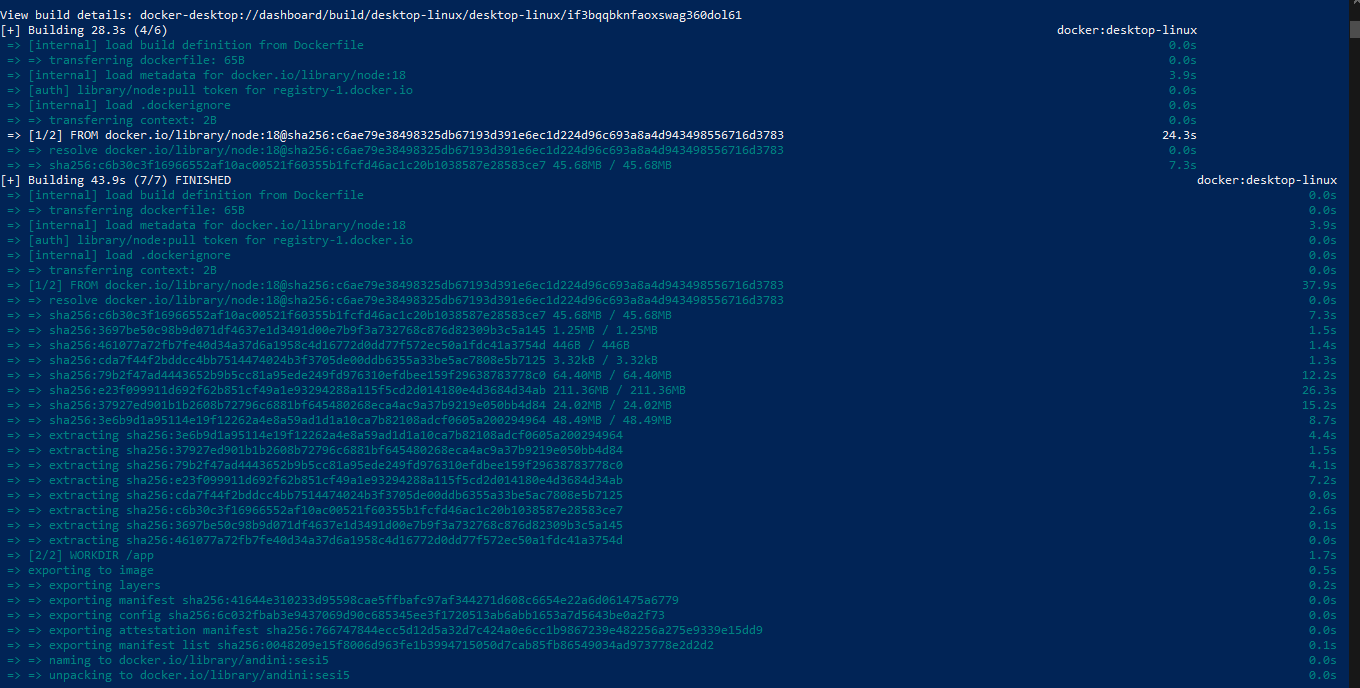 View build details: docker-desktop://dashboard/build/desktop-linux/desktop-linux/if3bqqbknfaoxswag360dol61
[+] Building 28.3s (4/6) docker:desktop-linux
=> [internal] load build definition from Dockerfile 0.0s
=> => transferring dockerfile: 65B 0.0s
=> [internal] load metadata for docker.io/library/node:18 3.9s
=> [auth] library/node:pull token for registry-1.docker.io 0.0s
=> [internal] load .dockerignore 0.0s
=> => transferring context: 2B 0.0s
=> [1/2] FROM docker.io/library/node:18@sha256:c6ae79e38498325db67193d391e6ec1d224d96c693a8a4d943498556716d3783 24.3s
=> => resolve docker.io/library/node:18@sha256:c6ae79e38498325db67193d391e6ec1d224d96c693a8a4d943498556716d3783 0.0s
=> => sha256:c6b30c3f16966552af10ac00521f60355b1fcfd46ac1c20b1038587e28583ce7 45.68MB / 45.68MB 7.3s
[+] Building 43.9s (7/7) FINISHED docker:desktop-linux
=> [internal] load build definition from Dockerfile 0.0s
=> => transferring dockerfile: 65B 0.0s
=> [internal] load metadata for docker.io/library/node:18 3.9s
=> [auth] library/node:pull token for registry-1.docker.io 0.0s
=> [internal] load .dockerignore 0.0s
=> => transferring context: 2B 0.0s
=> [1/2] FROM docker.io/library/node:18@sha256:c6ae79e38498325db67193d391e6ec1d224d96c693a8a4d943498556716d3783 37.9s
=> => resolve docker.io/library/node:18@sha256:c6ae79e38498325db67193d391e6ec1d224d96c693a8a4d943498556716d3783 0.0s
=> => sha256:c6b30c3f16966552af10ac00521f60355b1fcfd46ac1c20b1038587e28583ce7 45.68MB / 45.68MB 7.3s
=> => sha256:3697be50c98b9d071df4637e1d3491d00e7b9f3a732768c876d82309b3c5a145 1.25MB / 1.25MB 1.5s
=> => sha256:461077a72fb7fe40d34a37d6a1958c4d16772d0dd77f572ec50a1fdc41a3754d 446B / 446B 1.4s
=> => sha256:cda7f44f2bddcc4bb7514474024b3f3705de00ddb6355a33be5ac7808e5b7125 3.32kB / 3.32kB 1.3s
=> => sha256:79b2f47ad4443652b9b5cc81a95ede249fd976310efdbee159f29638783778c0 64.40MB / 64.40MB 12.2s
=> => sha256:e23f099911d692f62b851cf49a1e93294288a115f5cd2d014180e4d3684d34ab 211.36MB / 211.36MB 26.3s
=> => sha256:37927ed901b1b2608b72796c6881bf645480268eca4ac9a37b9219e050bb4d84 24.02MB / 24.02MB 15.2s
=> => sha256:3e6b9d1a95114e19f12262a4e8a59ad1d1a10ca7b82108adcf0605a200294964 48.49MB / 48.49MB 8.7s
=> => extracting sha256:3e6b9d1a95114e19f12262a4e8a59ad1d1a10ca7b82108adcf0605a200294964 4.4s
=> => extracting sha256:37927ed901b1b2608b72796c6881bf645480268eca4ac9a37b9219e050bb4d84 1.5s
=> => extracting sha256:79b2f47ad4443652b9b5cc81a95ede249fd976310efdbee159f29638783778c0 4.1s
=> => extracting sha256:e23f099911d692f62b851cf49a1e93294288a115f5cd2d014180e4d3684d34ab 7.2s
=> => extracting sha256:cda7f44f2bddcc4bb7514474024b3f3705de00ddb6355a33be5ac7808e5b7125 0.0s
=> => extracting sha256:c6b30c3f16966552af10ac00521f60355b1fcfd46ac1c20b1038587e28583ce7 2.6s
=> => extracting sha256:3697be50c98b9d071df4637e1d3491d00e7b9f3a732768c876d82309b3c5a145 0.1s
=> => extracting sha256:461077a72fb7fe40d34a37d6a1958c4d16772d0dd77f572ec50a1fdc41a3754d 0.0s
=> [2/2] WORKDIR /app 1.7s
=> exporting to image 0.5s
=> => exporting layers 0.2s
=> => exporting manifest sha256:41644e310233d95598cae5ffbafc97af344271d608c6654e22a6d061475a6779 0.0s
=> => exporting config sha256:6c032fbab3e9437069d90c685345ee3f1720513ab6abb1653a7d5643be0a2f73 0.0s
=> => exporting attestation manifest sha256:766747844ecc5d12d5a32d7c424a0e6cc1b9867239e482256a275e9339e15dd9 0.0s
=> => exporting manifest list sha256:0048209e15f8006d963fe1b3994715050d7cab85fb86549034ad973778e2d2d2 0.1s
=> => naming to docker.io/library/andini:sesi5 0.0s
=> => unpacking to docker.io/library/andini:sesi5 0.0s